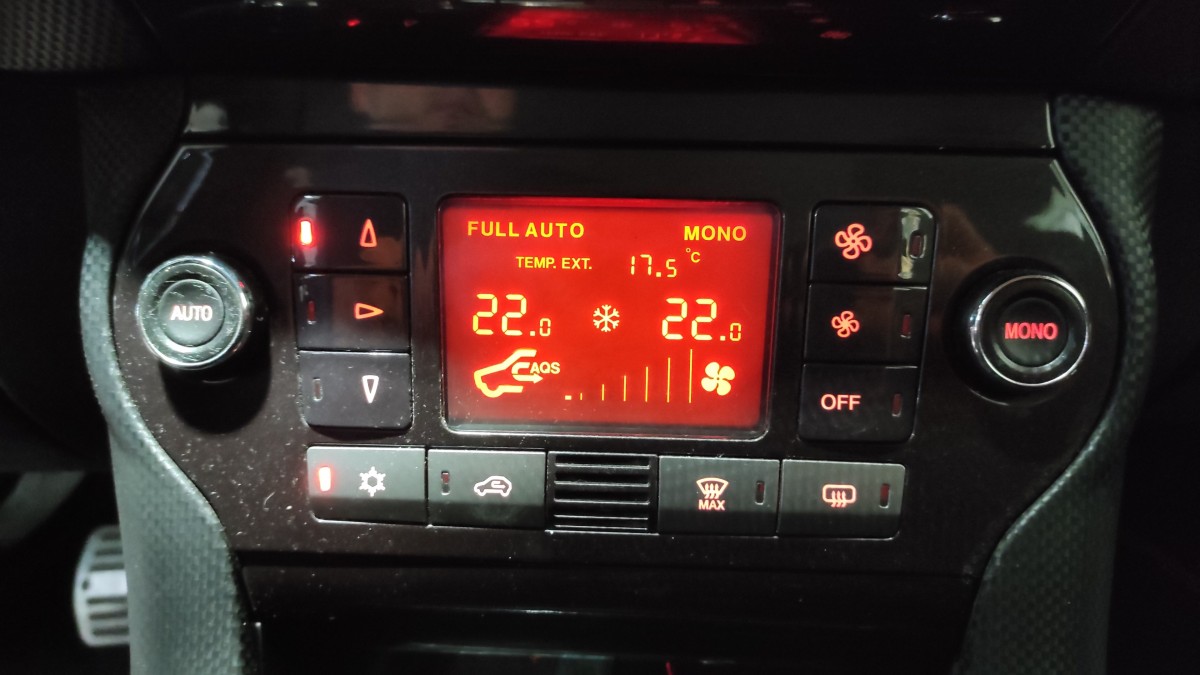 FULL AUTO MONO
TEMP. EXT. 17.5 °C
22.0 22.0
AQS
AUTO
MONO
OFF
MAX